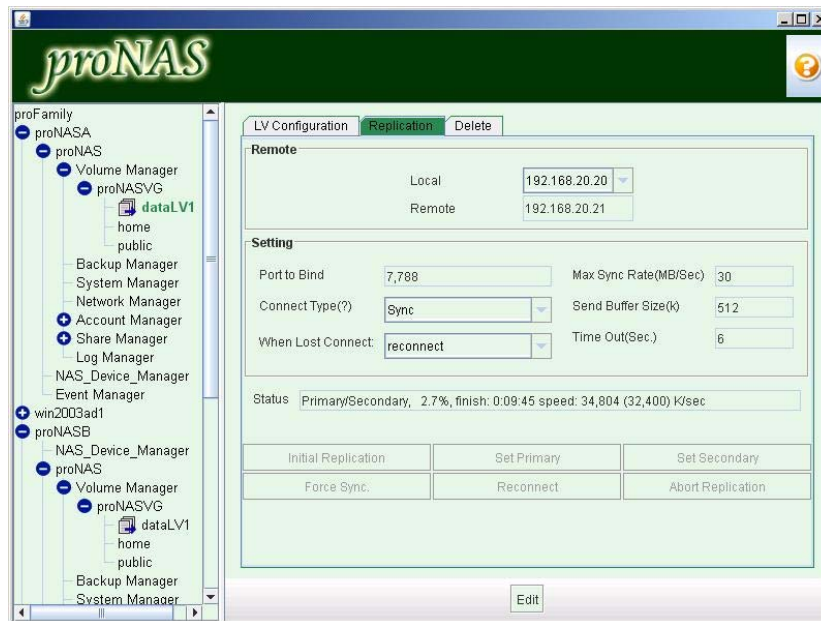 proNAS
?
proFamily
proNASA
proNAS
Volume Manager
proNASVG
dataLV1
home
public
Backup Manager
System Manager
Network Manager
Account Manager
Share Manager
Log Manager
NAS_Device_Manager
Event Manager
win2003ad1
proNASB
NAS_Device_Manager
proNAS
Volume Manager
proNASVG
dataLV1
home
public
Backup Manager
System Manager
LV Configuration Replication Delete
Remote
Local 192.168.20.20
Remote 192.168.20.21
Setting
Port to Bind 7,788 Max Sync Rate(MB/Sec) 30
Connect Type(?) Sync Send Buffer Size(k) 512
When Lost Connect: reconnect Time Out(Sec.) 6
Status Primary/Secondary, 2.7%, finish: 0:09:45 speed: 34,804 (32,400) K/sec
Initial Replication Set Primary Set Secondary
Force Sync. Reconnect Abort Replication
Edit